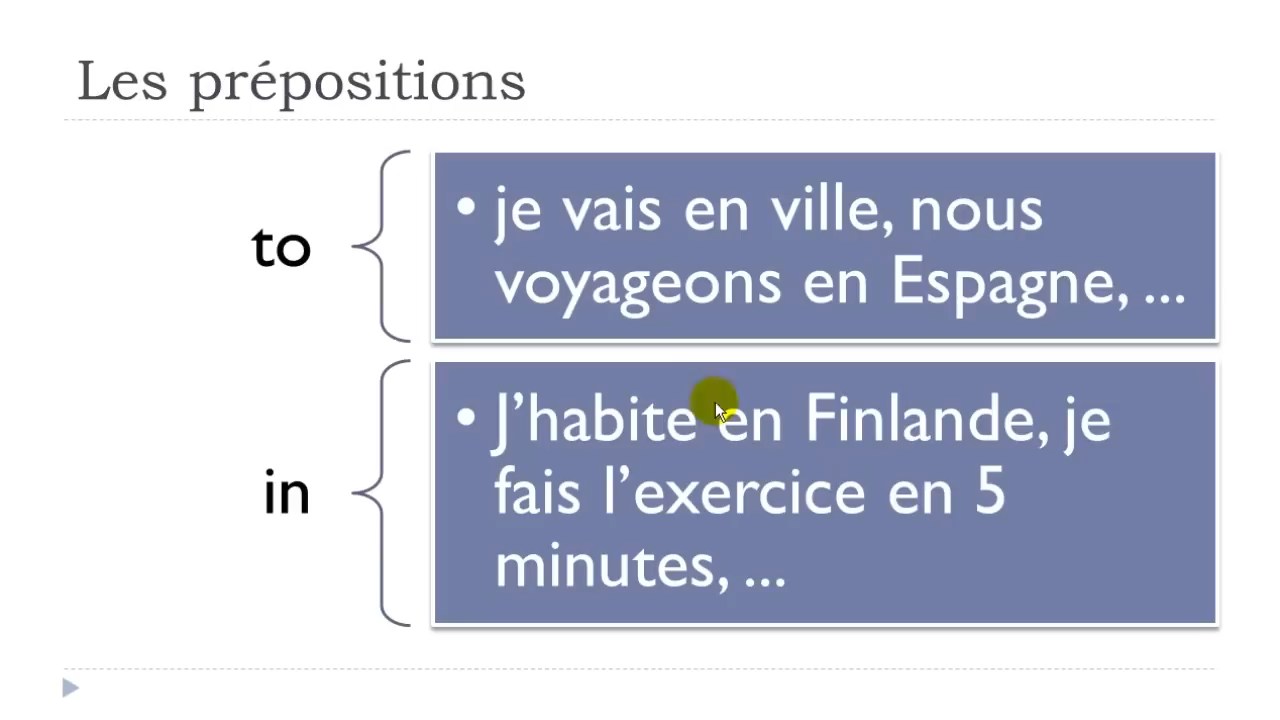 Les prépositions
to
• je vais en ville, nous
voyageons en Espagne, ...
in
• J’habite en Finlande, je
fais l’exercice en 5
minutes, ...